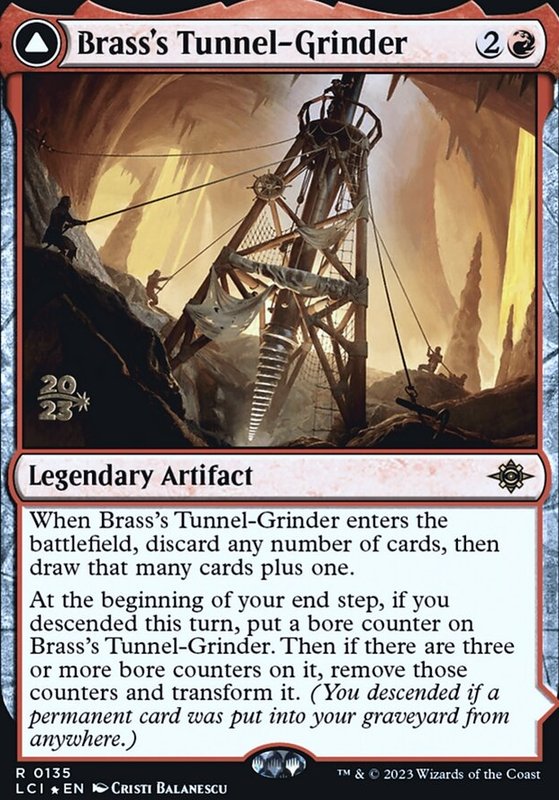 Brass's Tunnel-Grinder 2
20
23
Legendary Artifact
When Brass's Tunnel-Grinder enters the
battlefield, discard any number of cards, then
draw that many cards plus one.
At the beginning of your end step, if you
descended this turn, put a bore counter on
Brass's Tunnel-Grinder. Then if there are three
or more bore counters on it, remove those
counters and transform it. (You descended if a
permanent card was put into your graveyard from
anywhere.)
R 0135
LCI ★ EN Cristi Balanescu
™ & © 2023 Wizards of the Coast